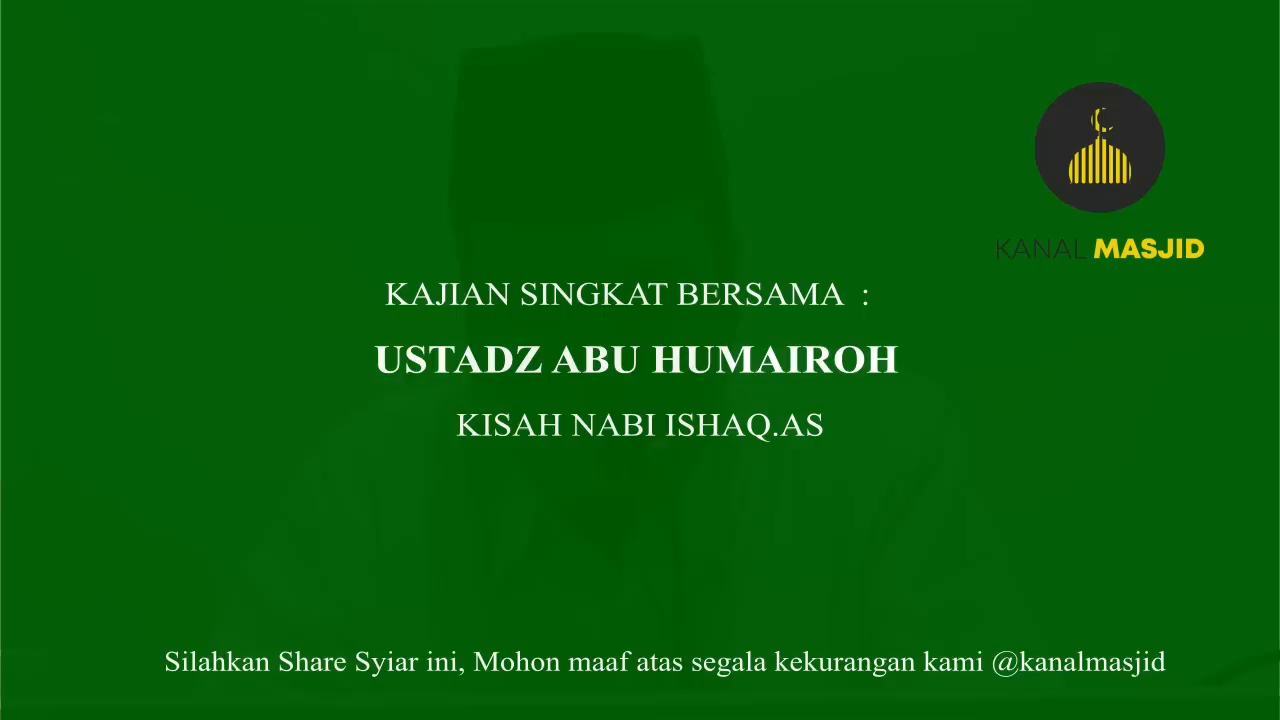 KANAL MASJID
KAJIAN SINGKAT BERSAMA :
USTADZ ABU HUMAIROH
KISAH NABI ISHAQ.AS
Silahkan Share Syiar ini, Mohon maaf atas segala kekurangan kami @kanalmasjid